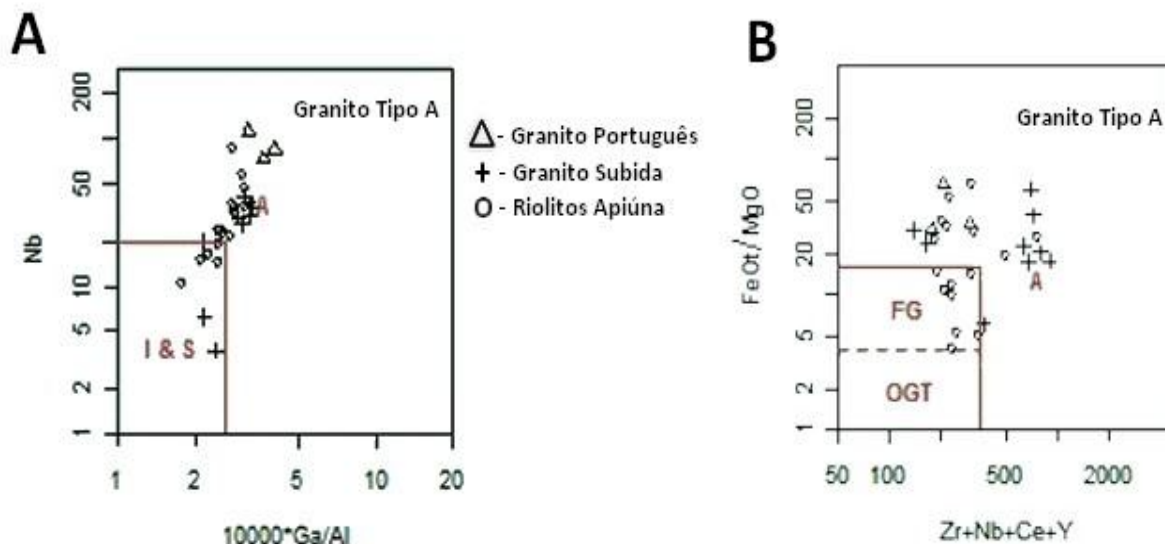 A
Nb
200
50
20
10
5
2
1
Granito Tipo A
A
I & S
1
2
5
10
20
10000*Ga/Al
Δ - Granito Português
+ - Granito Subida
O - Riolitos Apiúna
B
FeOt/MgO
200
50
20
5
2
1
Granito Tipo A
A
FG
OGT
50
100
500
2000
Zr+Nb+Ce+Y